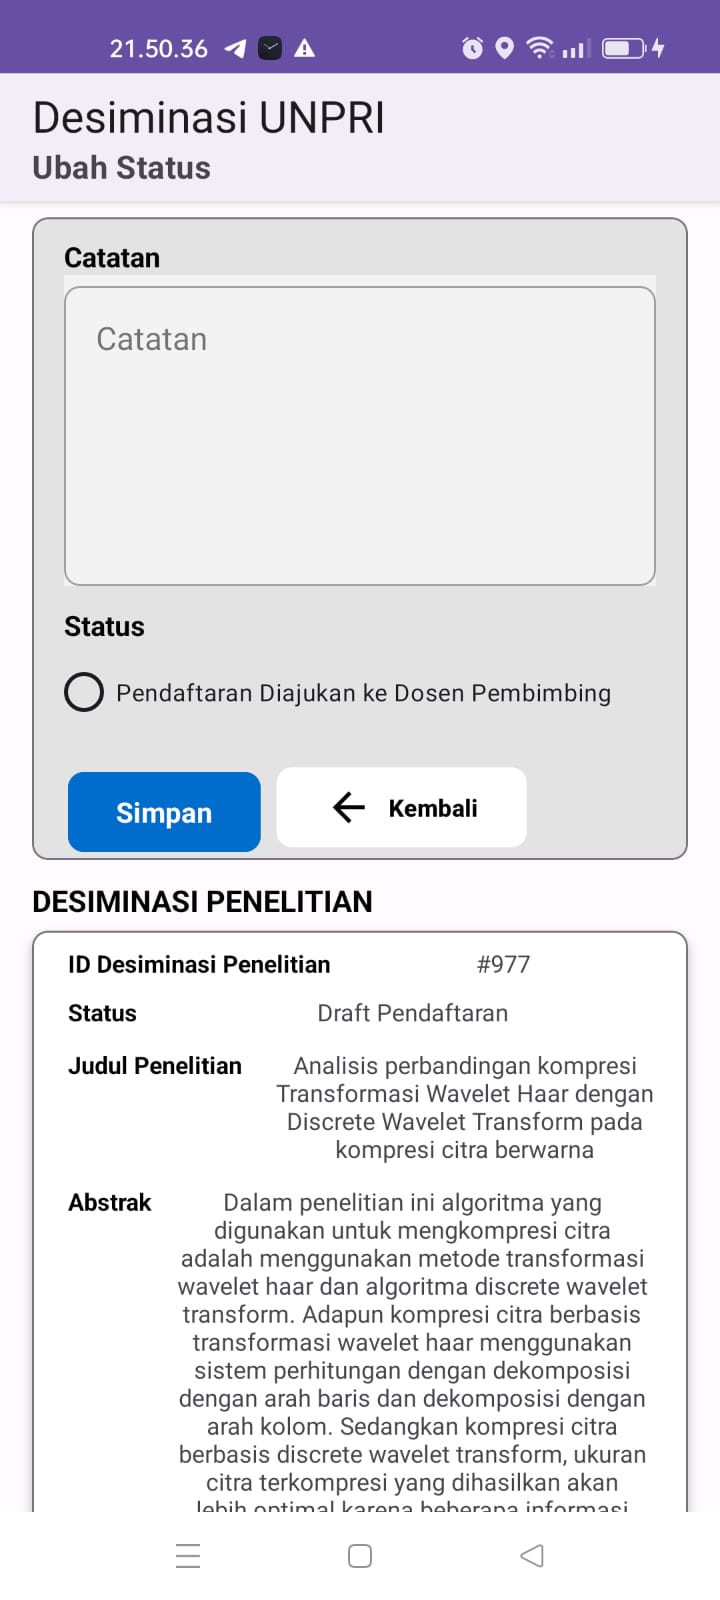 21.50.36
Desiminasi UNPRI
Ubah Status
Catatan
Catatan
Status
Pendaftaran Diajukan ke Dosen Pembimbing
Simpan
Kembali
DESIMINASI PENELITIAN
ID Desiminasi Penelitian #977
Status Draft Pendaftaran
Judul Penelitian Analisis perbandingan kompresi
Transformasi Wavelet Haar dengan
Discrete Wavelet Transform pada
kompresi citra berwarna
Abstrak Dalam penelitian ini algoritma yang
digunakan untuk mengkompresi citra
adalah menggunakan metode transformasi
wavelet haar dan algoritma discrete wavelet
transform. Adapun kompresi citra berbasis
transformasi wavelet haar menggunakan
sistem perhitungan dengan dekomposisi
dengan arah baris dan dekomposisi dengan
arah kolom. Sedangkan kompresi citra
berbasis discrete wavelet transform, ukuran
citra terkompresi yang dihasilkan akan
lebih optimal karena beberapa informasi